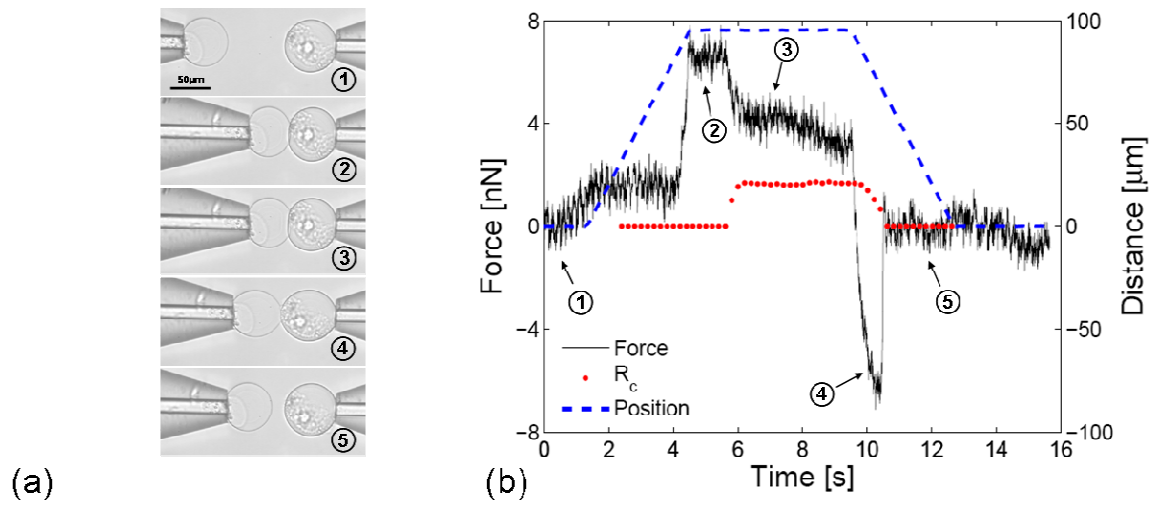 50µm
①
②
③
④
⑤
(a)
8
4
0
−4
−8
Force [nN]
100
50
0
−50
−100
Distance [µm]
①
②
③
④
⑤
Force
Rc
Position
0 2 4 6 8 10 12 14 16
Time [s]
(b)